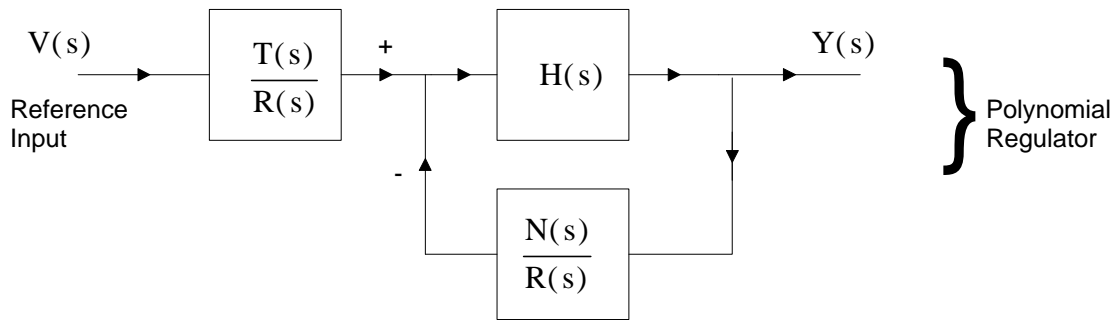 V(s)
Reference
Input
T(s)
R(s)
+
-
H(s)
N(s)
R(s)
Y(s)
}
Polynomial
Regulator